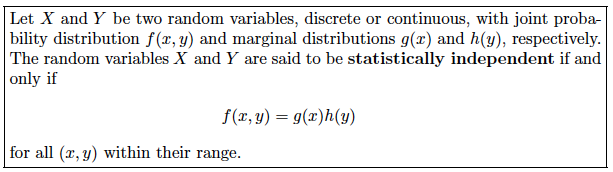 Let X and Y be two random variables, discrete or continuous, with joint proba-
bility distribution f(x, y) and marginal distributions g(x) and h(y), respectively.
The random variables X and Y are said to be statistically independent if and
only if
f(x, y) = g(x)h(y)
for all (x, y) within their range.